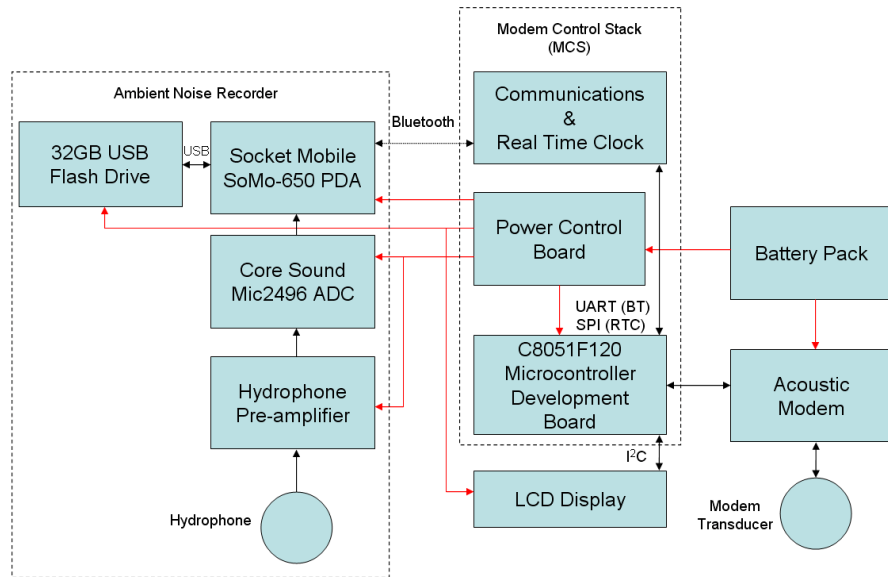 Modem Control Stack
(MCS)
Ambient Noise Recorder
Communications
&
Real Time Clock
Bluetooth
32GB USB
Flash Drive
USB
Socket Mobile
SoMo-650 PDA
Power Control
Board
Battery Pack
Core Sound
Mic2496 ADC
UART (BT)
SPI (RTC)
C8051F120
Microcontroller
Development
Board
Hydrophone
Pre-amplifier
Acoustic
Modem
I²C
LCD Display
Hydrophone
Modem
Transducer